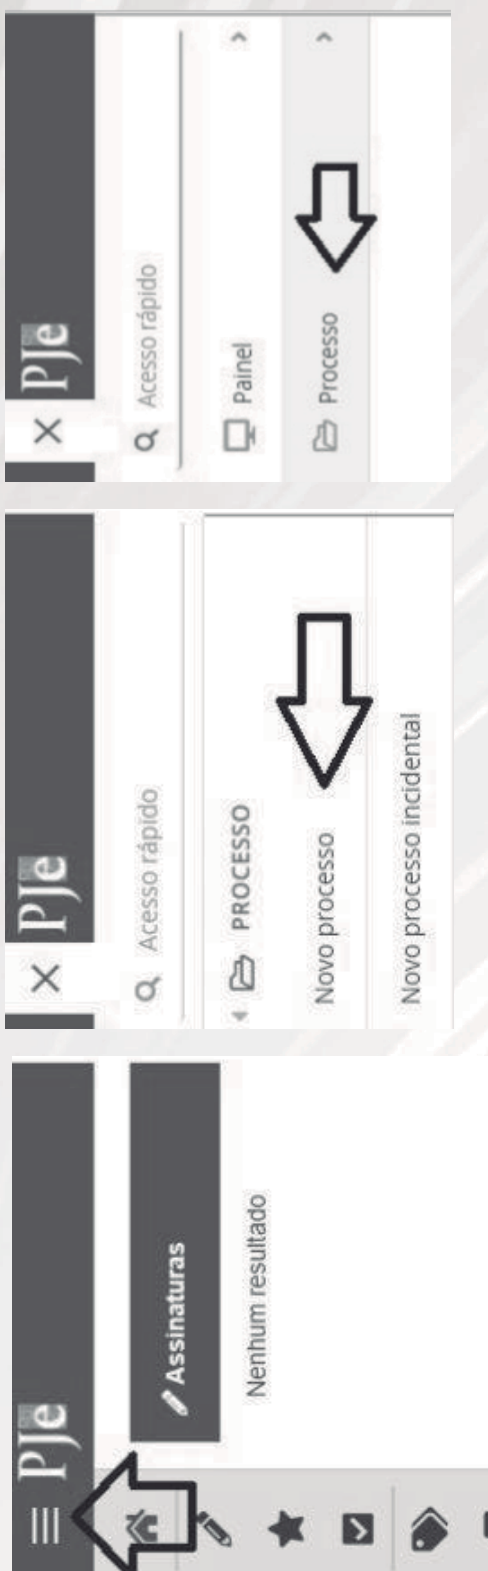 PJe
Assinaturas
Nenhum resultado
PJe
Acesso rápido
PROCESSO
Novo processo
Novo processo incidental
PJe
Acesso rápido
Painel
Processo